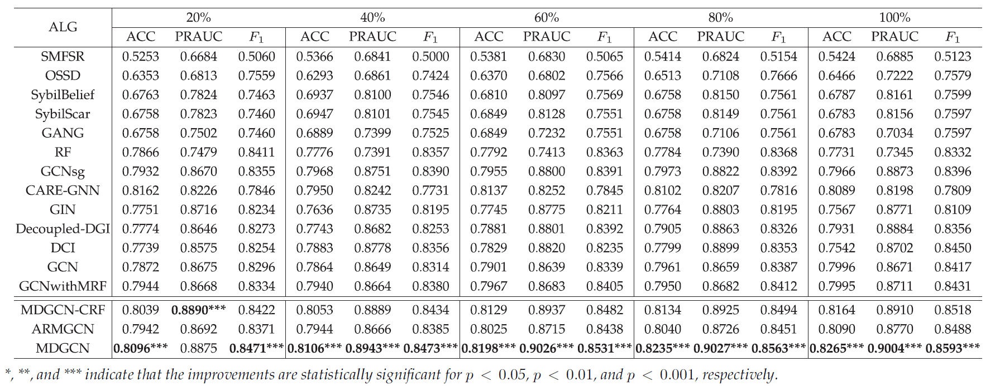 ALG 20% 40% 60% 80% 100%
ACC PRAUC F1 ACC PRAUC F1 ACC PRAUC F1 ACC PRAUC F1 ACC PRAUC F1
SMFSR 0.5253 0.6684 0.5060 0.5366 0.6841 0.5000 0.5381 0.6830 0.5065 0.5414 0.6824 0.5154 0.5424 0.6885 0.5123
OSSD 0.6353 0.6813 0.7559 0.6293 0.6861 0.7424 0.6370 0.6802 0.7566 0.6513 0.7108 0.7666 0.6466 0.7222 0.7579
SybilBelief 0.6763 0.7824 0.7463 0.6937 0.8100 0.7546 0.6810 0.8097 0.7569 0.6758 0.8150 0.7561 0.6787 0.8161 0.7599
SybilScar 0.6758 0.7823 0.7460 0.6947 0.8101 0.7545 0.6849 0.8128 0.7551 0.6758 0.8149 0.7561 0.6783 0.8156 0.7597
GANG 0.6758 0.7502 0.7460 0.6889 0.7399 0.7525 0.6849 0.7232 0.7551 0.6758 0.7106 0.7561 0.6783 0.7034 0.7597
RF 0.7866 0.7479 0.8411 0.7776 0.7391 0.8357 0.7792 0.7413 0.8363 0.7784 0.7390 0.8368 0.7731 0.7345 0.8332
GCNsg 0.7932 0.8670 0.8355 0.7968 0.8751 0.8390 0.7955 0.8800 0.8391 0.7973 0.8822 0.8392 0.7966 0.8873 0.8396
CARE-GNN 0.8162 0.8226 0.7846 0.7950 0.8242 0.7731 0.8137 0.8252 0.7845 0.8102 0.8207 0.7816 0.8089 0.8198 0.7809
GIN 0.7751 0.8716 0.8234 0.7636 0.8735 0.8195 0.7745 0.8775 0.8211 0.7764 0.8803 0.8195 0.7567 0.8771 0.8109
Decoupled-DGI 0.7774 0.8646 0.8273 0.7743 0.8682 0.8253 0.7881 0.8801 0.8392 0.7905 0.8863 0.8326 0.7931 0.8884 0.8356
DCI 0.7739 0.8575 0.8254 0.7883 0.8778 0.8356 0.7829 0.8820 0.8235 0.7799 0.8899 0.8353 0.7542 0.8702 0.8450
GCN 0.7872 0.8675 0.8296 0.7864 0.8649 0.8314 0.7901 0.8639 0.8339 0.7961 0.8659 0.8387 0.7996 0.8671 0.8417
GCNwithMRF 0.7944 0.8668 0.8334 0.7940 0.8664 0.8380 0.7967 0.8683 0.8405 0.7950 0.8682 0.8412 0.7995 0.8711 0.8431
MDGCN-CRF 0.8039 0.8890*** 0.8422 0.8053 0.8889 0.8434 0.8129 0.8937 0.8482 0.8134 0.8925 0.8494 0.8164 0.8910 0.8518
ARMGCN 0.7942 0.8692 0.8371 0.7944 0.8666 0.8385 0.8025 0.8715 0.8438 0.8040 0.8726 0.8451 0.8090 0.8770 0.8488
MDGCN 0.8096*** 0.8875 0.8471*** 0.8106*** 0.8943*** 0.8473*** 0.8198*** 0.9026*** 0.8531*** 0.8235*** 0.9027*** 0.8563*** 0.8265*** 0.9004*** 0.8593***
*, **, and *** indicate that the improvements are statistically significant for p < 0.05, p < 0.01, and p < 0.001, respectively.